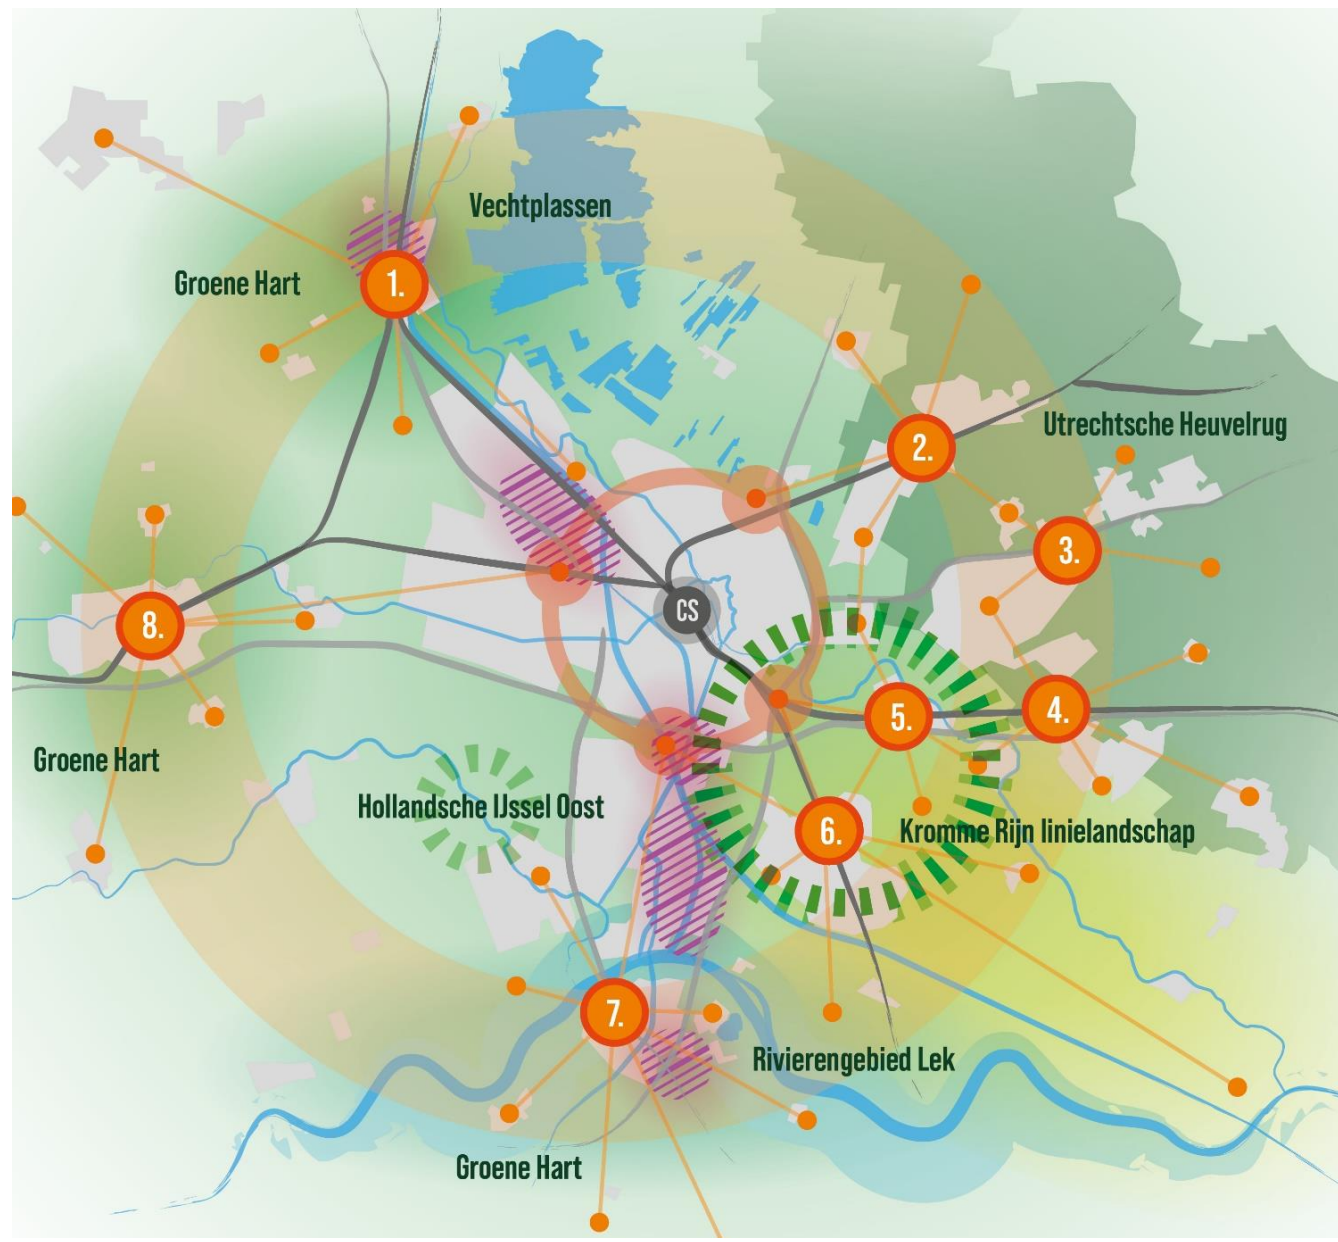 Vechtplassen
Groene Hart
1.
Utrechtsche Heuvelrug
2.
3.
CS
8.
5.
4.
Groene Hart
Hollandsche IJssel Oost
6.
Kromme Rijn linielandschap
7.
Rivierengebied Lek
Groene Hart